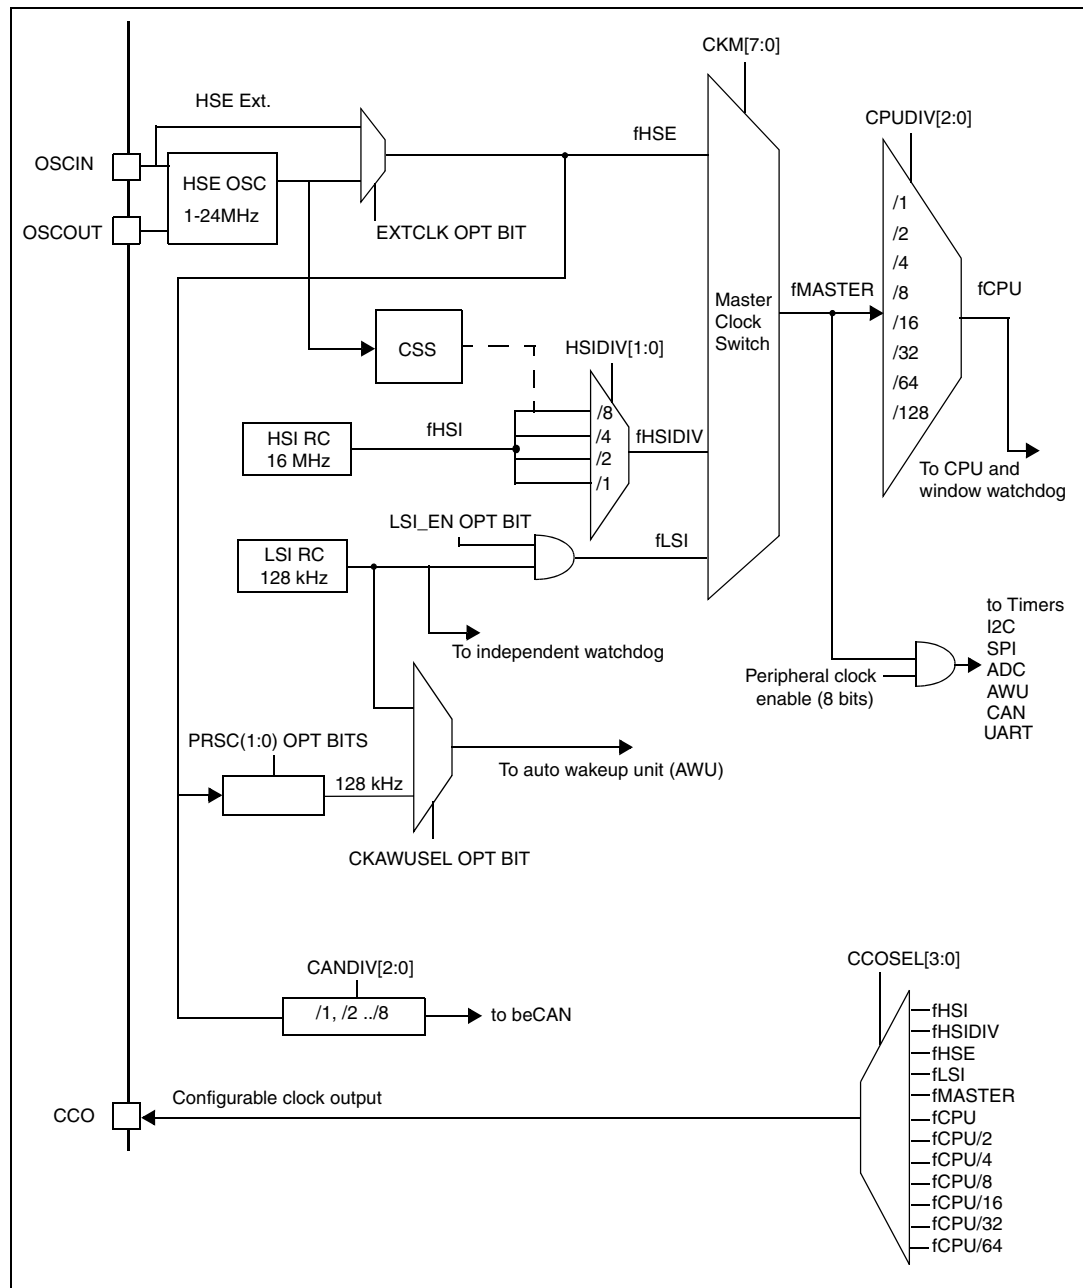 CKM[7:0]
HSE Ext.
CPUDIV[2:0]
fHSE
OSCIN
HSE OSC
1-24MHz
OSCOUT
EXTCLK OPT BIT
/1
/2
/4
/8
/16
/32
/64
/128
fMASTER
fCPU
Master
Clock
Switch
CSS
HSIDIV[1:0]
HSI RC
16 MHz
fHSI
/8
/4
/2
/1
fHSIDIV
To CPU and
window watchdog
LSI_EN OPT BIT
LSI RC
128 kHz
fLSI
To independent watchdog
Peripheral clock
enable (8 bits)
to Timers
I2C
SPI
ADC
AWU
CAN
UART
PRSC(1:0) OPT BITS
128 kHz
To auto wakeup unit (AWU)
CKAWUSEL OPT BIT
CANDIV[2:0]
/1, /2 ../8
to beCAN
CCOSEL[3:0]
fHSI
fHSIDIV
fHSE
fLSI
fMASTER
fCPU
fCPU/2
fCPU/4
fCPU/8
fCPU/16
fCPU/32
fCPU/64
CCO
Configurable clock output